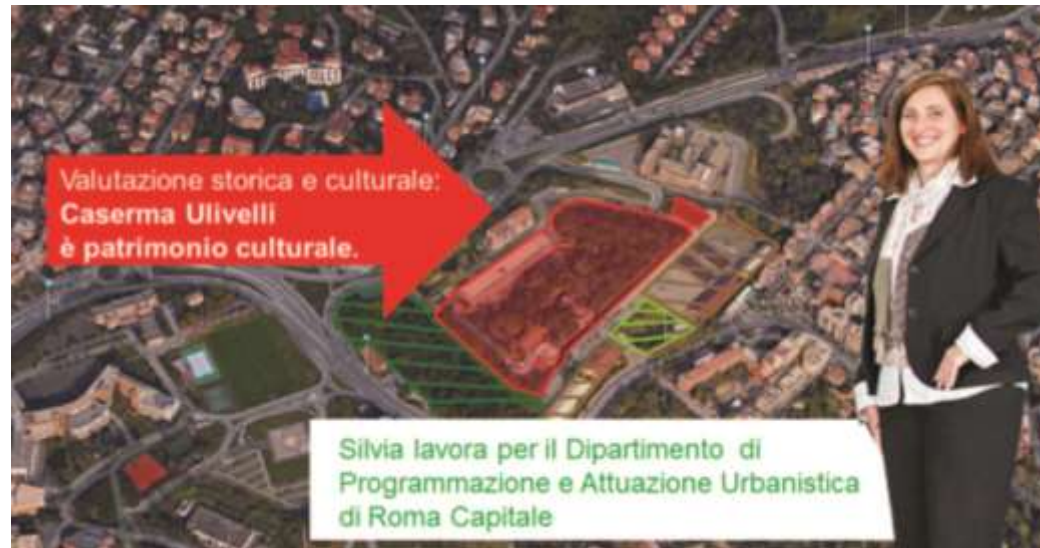 Valutazione storica e culturale:
Caserma Ulivelli
è patrimonio culturale.
Silvia lavora per il Dipartimento di
Programmazione e Attuazione Urbanistica
di Roma Capitale